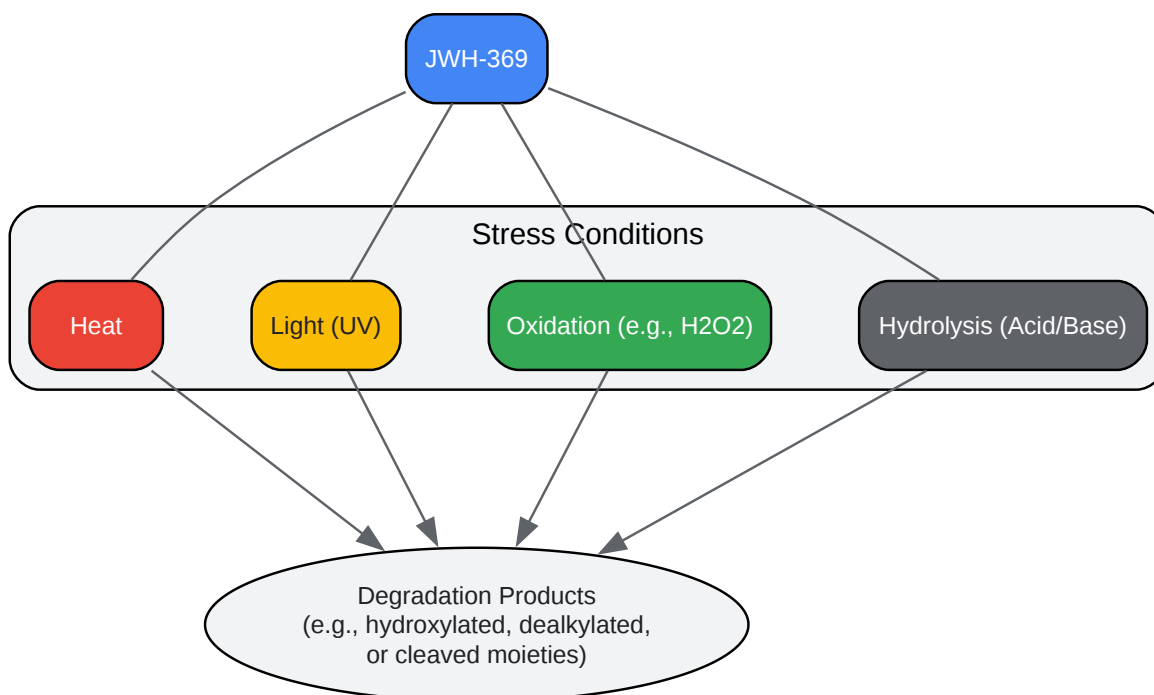 JWH-369
Stress Conditions
Heat
Light (UV)
Oxidation (e.g., H2O2)
Hydrolysis (Acid/Base)
Degradation Products
(e.g., hydroxylated, dealkylated,
or cleaved moieties)